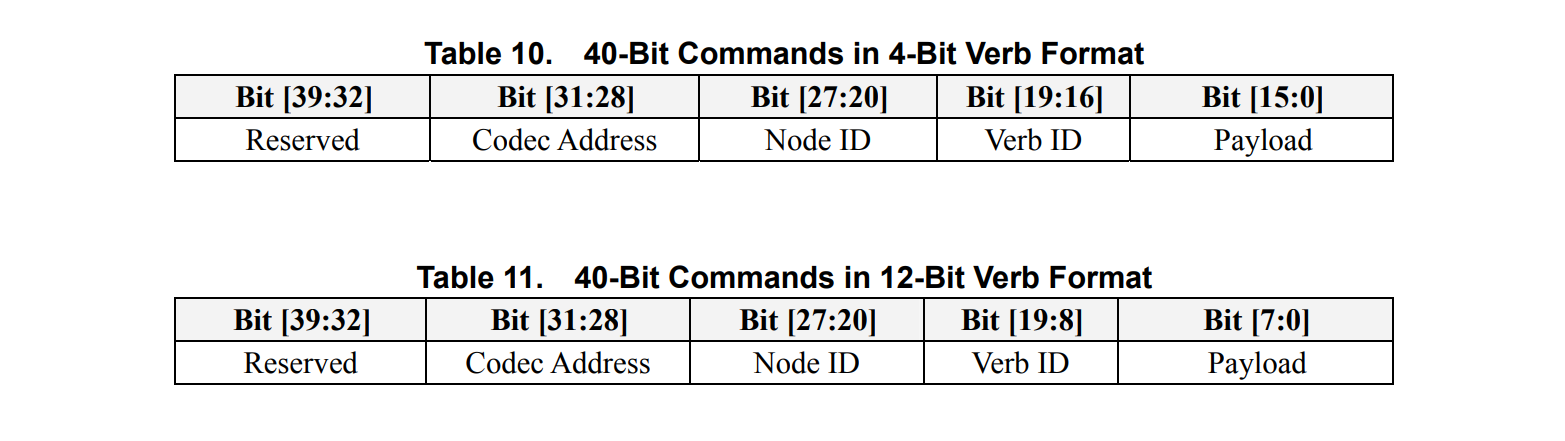 Table 10. 40-Bit Commands in 4-Bit Verb Format
Bit [39:32] Bit [31:28] Bit [27:20] Bit [19:16] Bit [15:0]
Reserved Codec Address Node ID Verb ID Payload
Table 11. 40-Bit Commands in 12-Bit Verb Format
Bit [39:32] Bit [31:28] Bit [27:20] Bit [19:8] Bit [7:0]
Reserved Codec Address Node ID Verb ID Payload